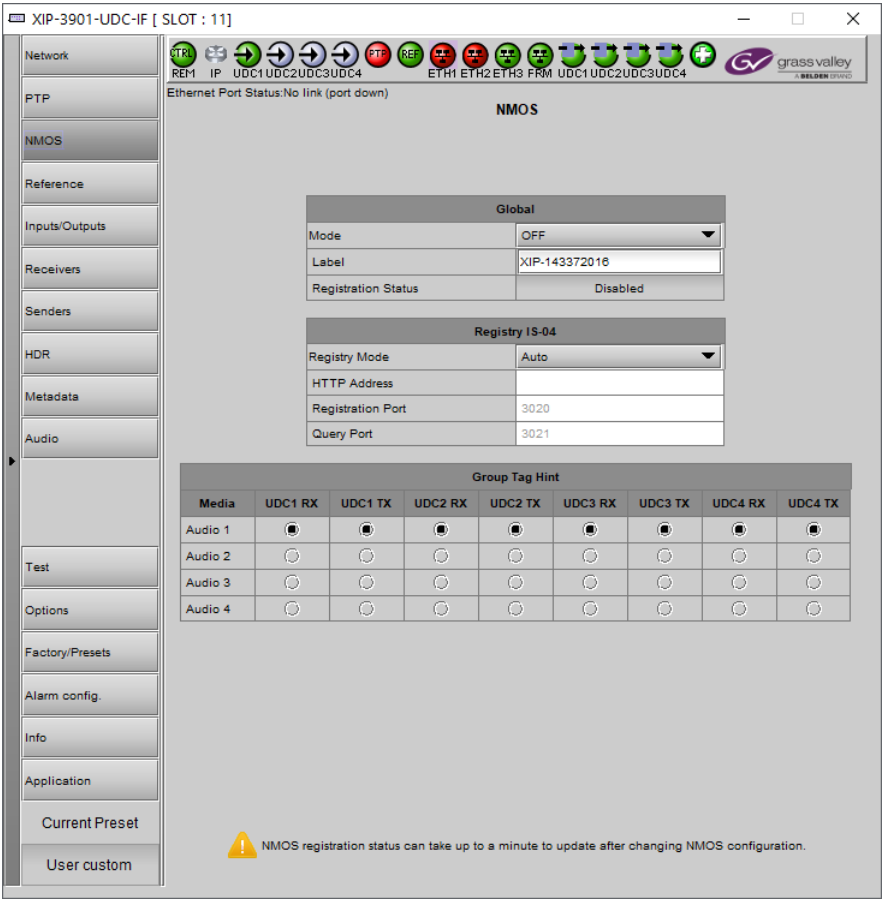 XIP-3901-UDC-IF [ SLOT : 11]
CTRL PTP REF
REM IP UDC1 UDC2 UDC3 UDC4 ETH1 ETH2 ETH3 FRM UDC1 UDC2 UDC3 UDC4
GV grassvalley
A BELDEN BRAND
Ethernet Port Status:No link (port down)
Network
PTP
NMOS
Reference
Inputs/Outputs
Receivers
Senders
HDR
Metadata
Audio
Test
Options
Factory/Presets
Alarm config.
Info
Application
Current Preset
User custom
NMOS
Global
Mode OFF
Label XIP-143372016
Registration Status Disabled
Registry IS-04
Registry Mode Auto
HTTP Address
Registration Port 3020
Query Port 3021
Group Tag Hint
Media UDC1 RX UDC1 TX UDC2 RX UDC2 TX UDC3 RX UDC3 TX UDC4 RX UDC4 TX
Audio 1
Audio 2
Audio 3
Audio 4
NMOS registration status can take up to a minute to update after changing NMOS configuration.